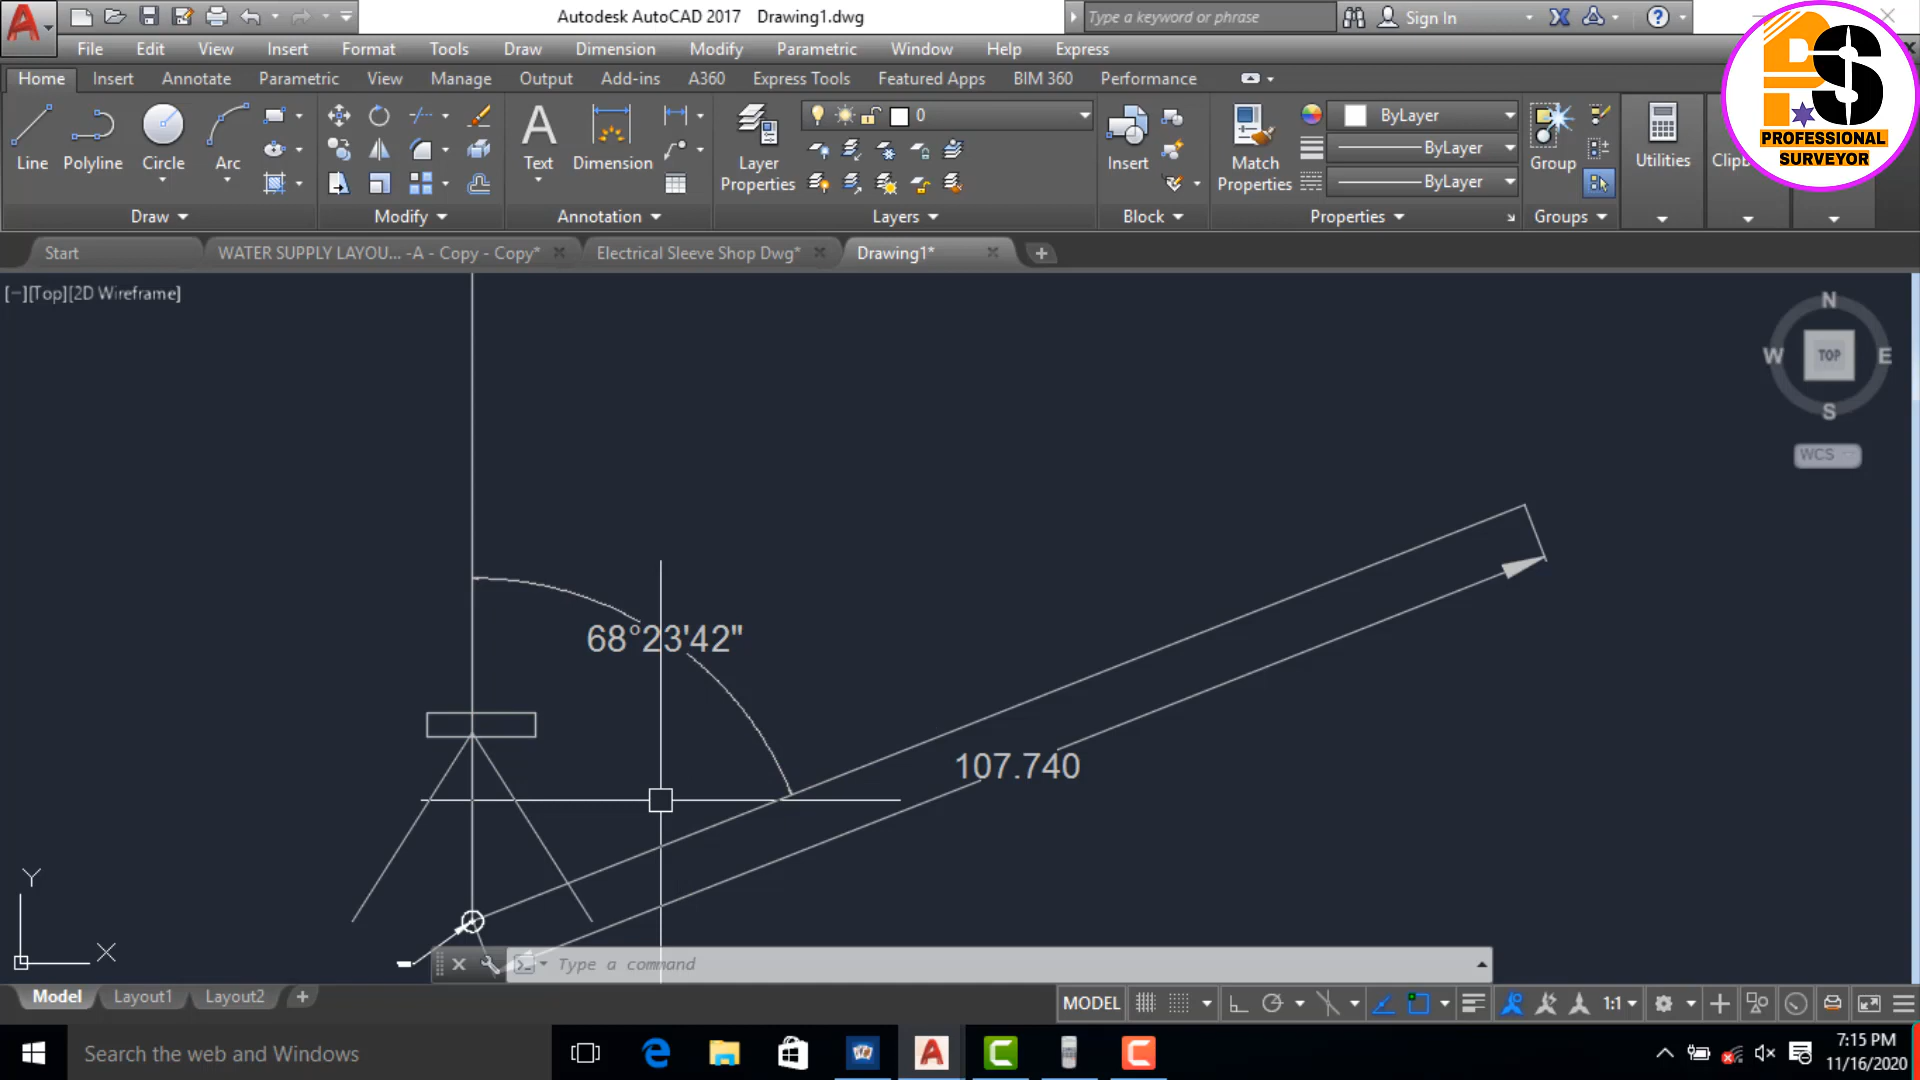 Autodesk AutoCAD 2017 Drawing1.dwg
Type a keyword or phrase
Sign In
File Edit View Insert Format Tools Draw Dimension Modify Parametric Window Help Express
Home Insert Annotate Parametric View Manage Output Add-ins A360 Express Tools Featured Apps BIM 360 Performance
PS
PROFESSIONAL
SURVEYOR
0
ByLayer
ByLayer
ByLayer
Line Polyline Circle Arc
Text Dimension
Layer
Properties
Insert
Match
Properties
Group
Utilities
Draw Modify Annotation Layers Block Properties Groups
Start WATER SUPPLY LAYOU... -A - Copy - Copy* Electrical Sleeve Shop Dwg* Drawing1*
[−][Top][2D Wireframe]
N
W TOP E
S
WCS
68°23'42"
107.740
Y
X
Type a command
Model Layout1 Layout2
MODEL
1:1
Search the web and Windows
7:15 PM
11/16/2020